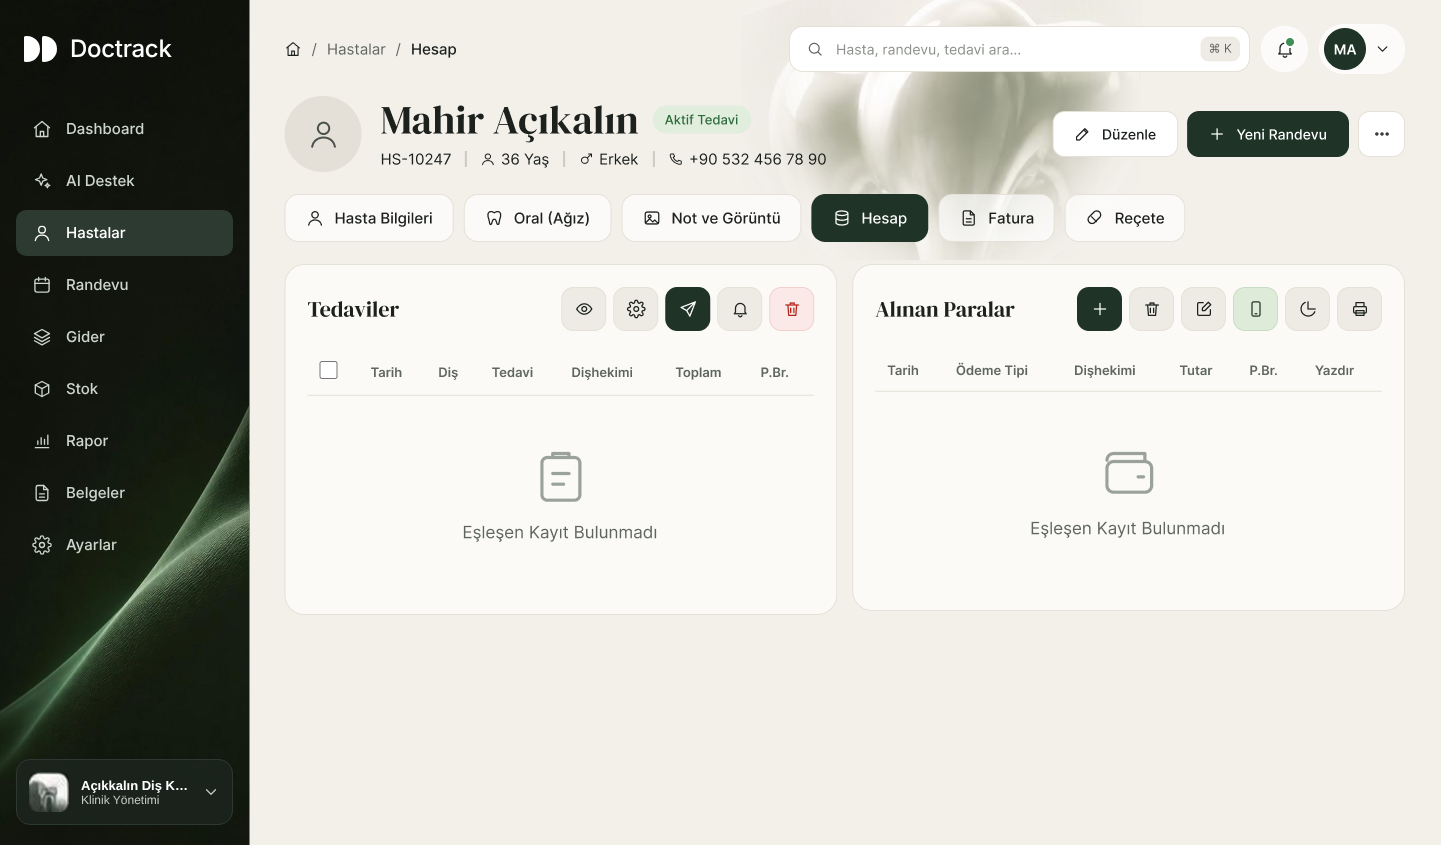 Doctrack
Dashboard
AI Destek
Hastalar
Randevu
Gider
Stok
Rapor
Belgeler
Ayarlar
Açıkkalın Diş K...
Klinik Yönetimi
/ Hastalar / Hesap
Hasta, randevu, tedavi ara...
⌘ K
MA
Mahir Açıkalın
Aktif Tedavi
HS-10247 | 36 Yaş | Erkek | +90 532 456 78 90
Düzenle
Yeni Randevu
Hasta Bilgileri
Oral (Ağız)
Not ve Görüntü
Hesap
Fatura
Reçete
Tedaviler
Tarih Diş Tedavi Dişhekimi Toplam P.Br.
Eşleşen Kayıt Bulunmadı
Alınan Paralar
Tarih Ödeme Tipi Dişhekimi Tutar P.Br. Yazdır
Eşleşen Kayıt Bulunmadı